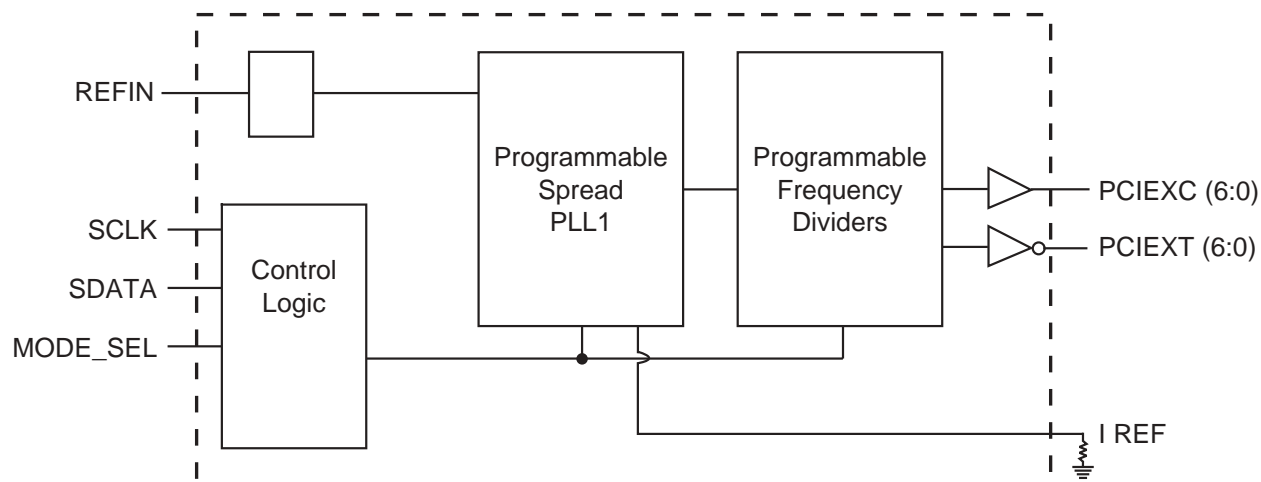 REFIN
SCLK
SDATA
MODE_SEL
Control
Logic
Programmable
Spread
PLL1
Programmable
Frequency
Dividers
PCIEXC (6:0)
PCIEXT (6:0)
I REF